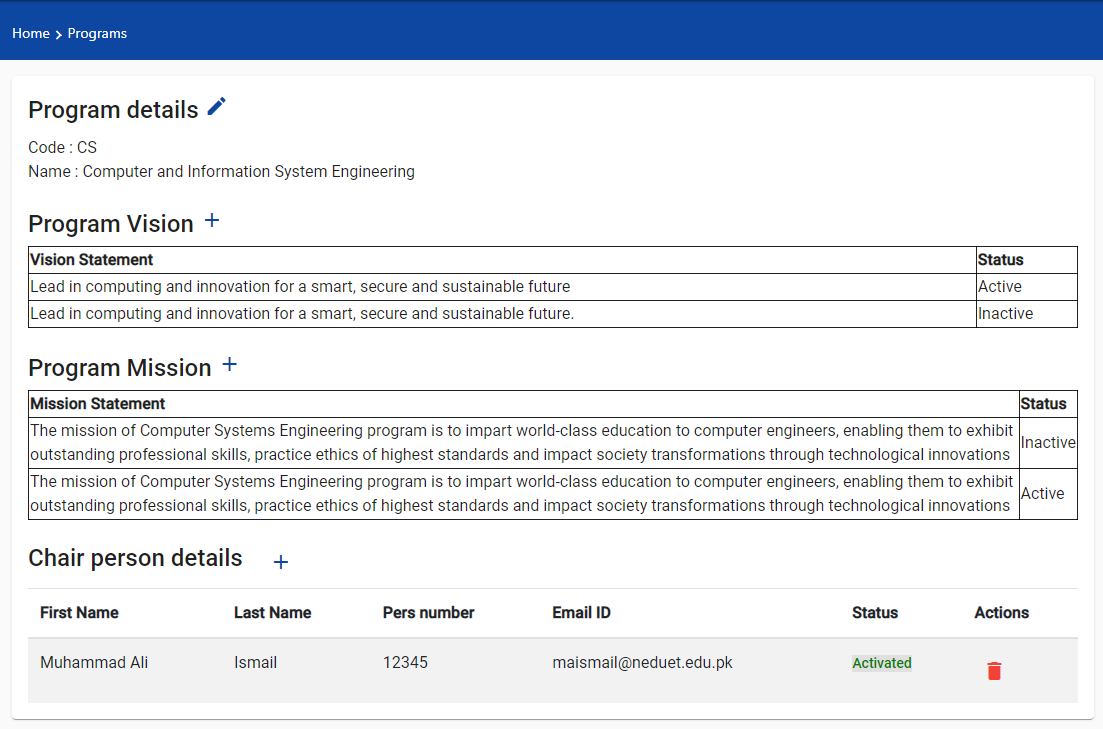 Home > Programs
Program details
Code : CS
Name : Computer and Information System Engineering
Program Vision +
Vision Statement Status
Lead in computing and innovation for a smart, secure and sustainable future Active
Lead in computing and innovation for a smart, secure and sustainable future. Inactive
Program Mission +
Mission Statement Status
The mission of Computer Systems Engineering program is to impart world-class education to computer engineers, enabling them to exhibit
outstanding professional skills, practice ethics of highest standards and impact society transformations through technological innovations Inactive
The mission of Computer Systems Engineering program is to impart world-class education to computer engineers, enabling them to exhibit
outstanding professional skills, practice ethics of highest standards and impact society transformations through technological innovations Active
Chair person details +
First Name Last Name Pers number Email ID Status Actions
Muhammad Ali Ismail 12345 maismail@neduet.edu.pk Activated